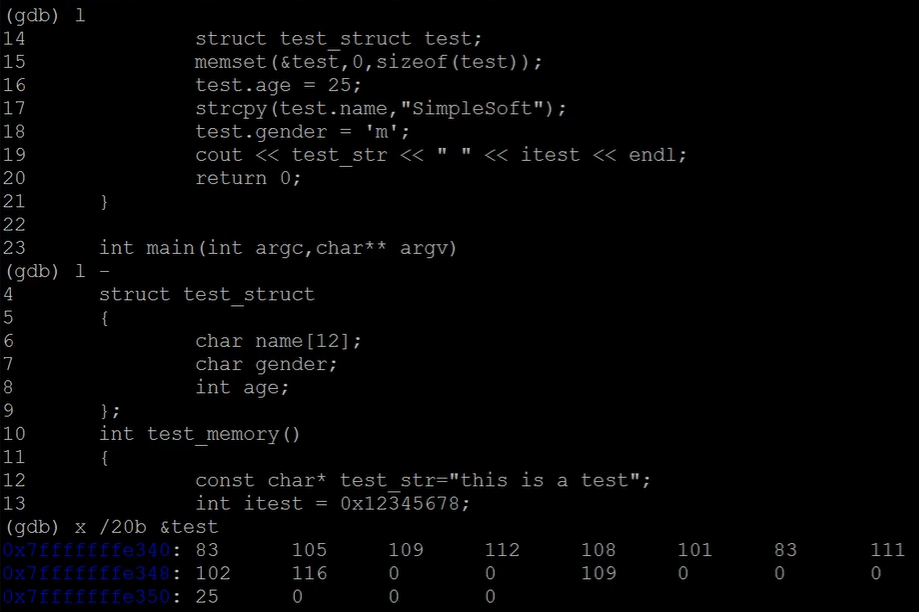 (gdb) l
14 struct test_struct test;
15 memset(&test,0,sizeof(test));
16 test.age = 25;
17 strcpy(test.name,"SimpleSoft");
18 test.gender = 'm';
19 cout << test_str << " " << itest << endl;
20 return 0;
21 }
22
23 int main(int argc,char** argv)
(gdb) l -
4 struct test_struct
5 {
6 char name[12];
7 char gender;
8 int age;
9 };
10 int test_memory()
11 {
12 const char* test_str="this is a test";
13 int itest = 0x12345678;
(gdb) x /20b &test
0x7fffffffe340: 83 105 109 112 108 101 83 111
0x7fffffffe348: 102 116 0 0 109 0 0 0
0x7fffffffe350: 25 0 0 0